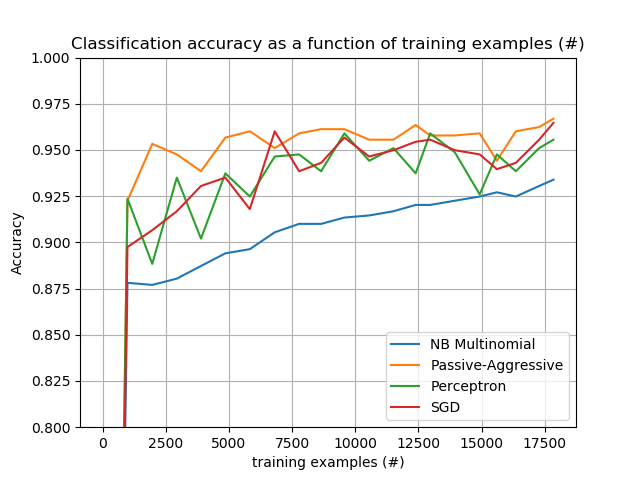 Classification accuracy as a function of training examples (#)
1.000
0.975
0.950
0.925
0.900
0.875
0.850
0.825
0.800
Accuracy
NB Multinomial
Passive-Aggressive
Perceptron
SGD
0 2500 5000 7500 10000 12500 15000 17500
training examples (#)